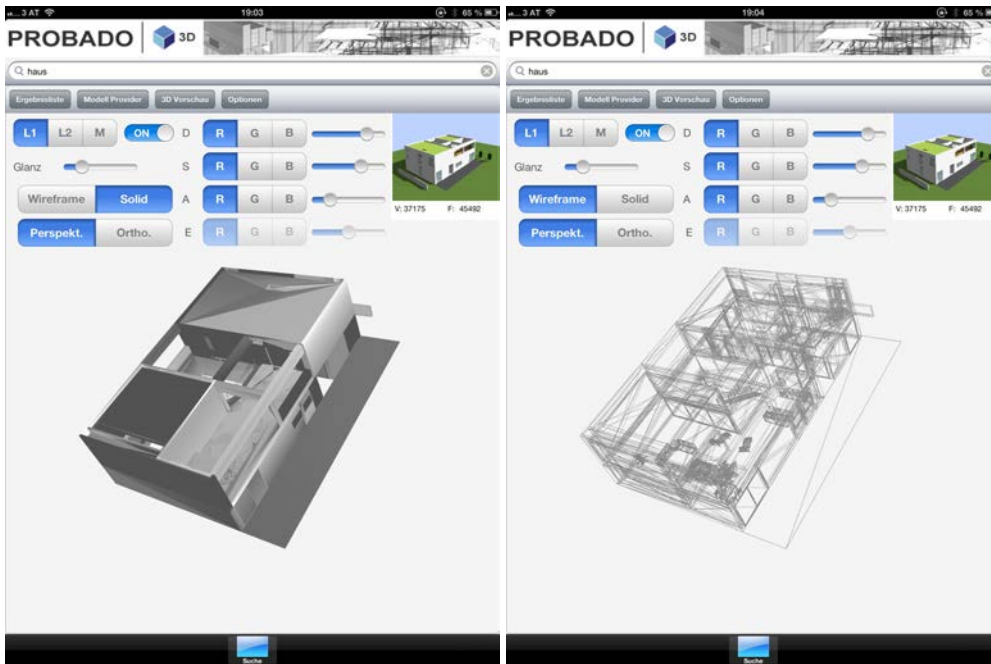 3 AT 19:03 65 %
PROBADO 3D
haus
Ergebnisliste Modell Provider 3D Vorschau Optionen
L1 L2 M ON D R G B
Glanz S R G B
Wireframe Solid A R G B
V: 37175 F: 45492
Perspekt. Ortho. E R G B
Suche
3 AT 19:04 65 %
PROBADO 3D
haus
Ergebnisliste Modell Provider 3D Vorschau Optionen
L1 L2 M ON D R G B
Glanz S R G B
Wireframe Solid A R G B
V: 37175 F: 45492
Perspekt. Ortho. E R G B
Suche